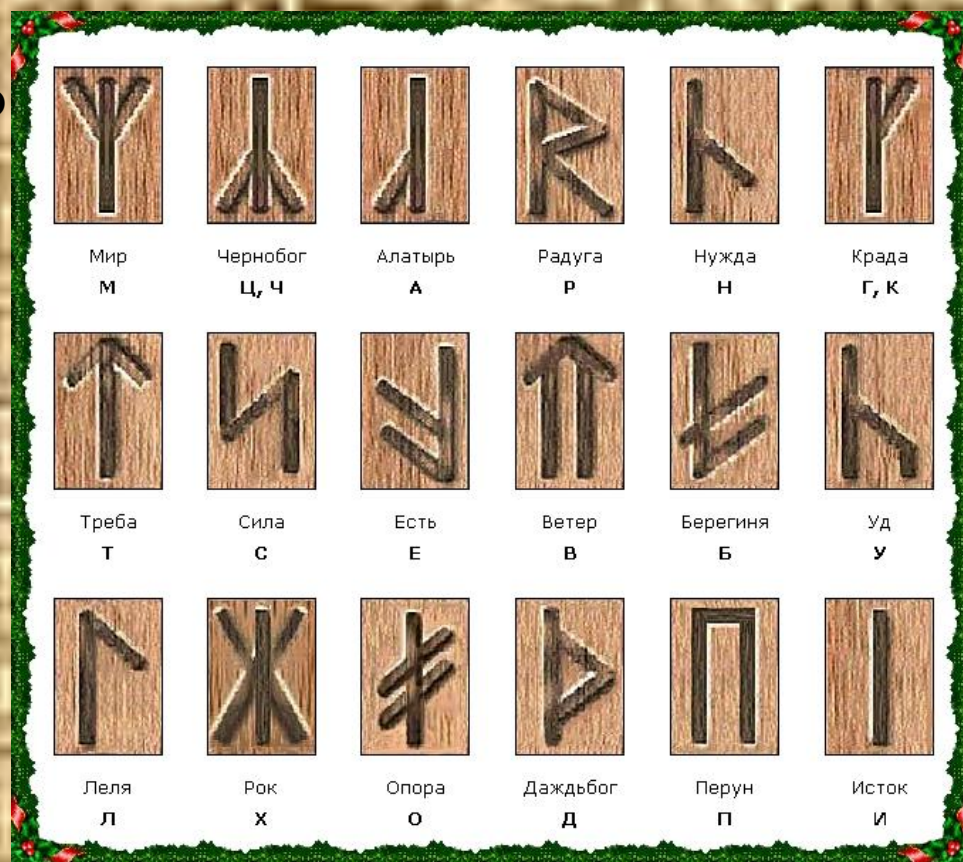 Мир Чернобог Алатырь Радуга Нужда Крада
М Ц, Ч А Р Н Г, К
Треба Сила Есть Ветер Берегиня Уд
Т С Е В Б У
Леля Рок Опора Даждьбог Перун Исток
Л Х О Д П И